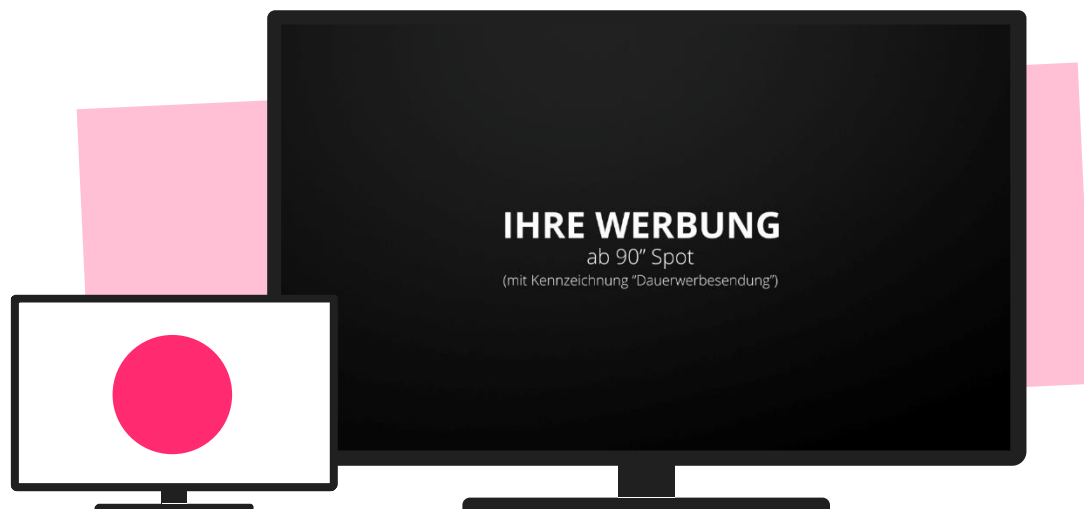 IHRE WERBUNG
ab 90” Spot
(mit Kennzeichnung “Dauerwerbesendung”)